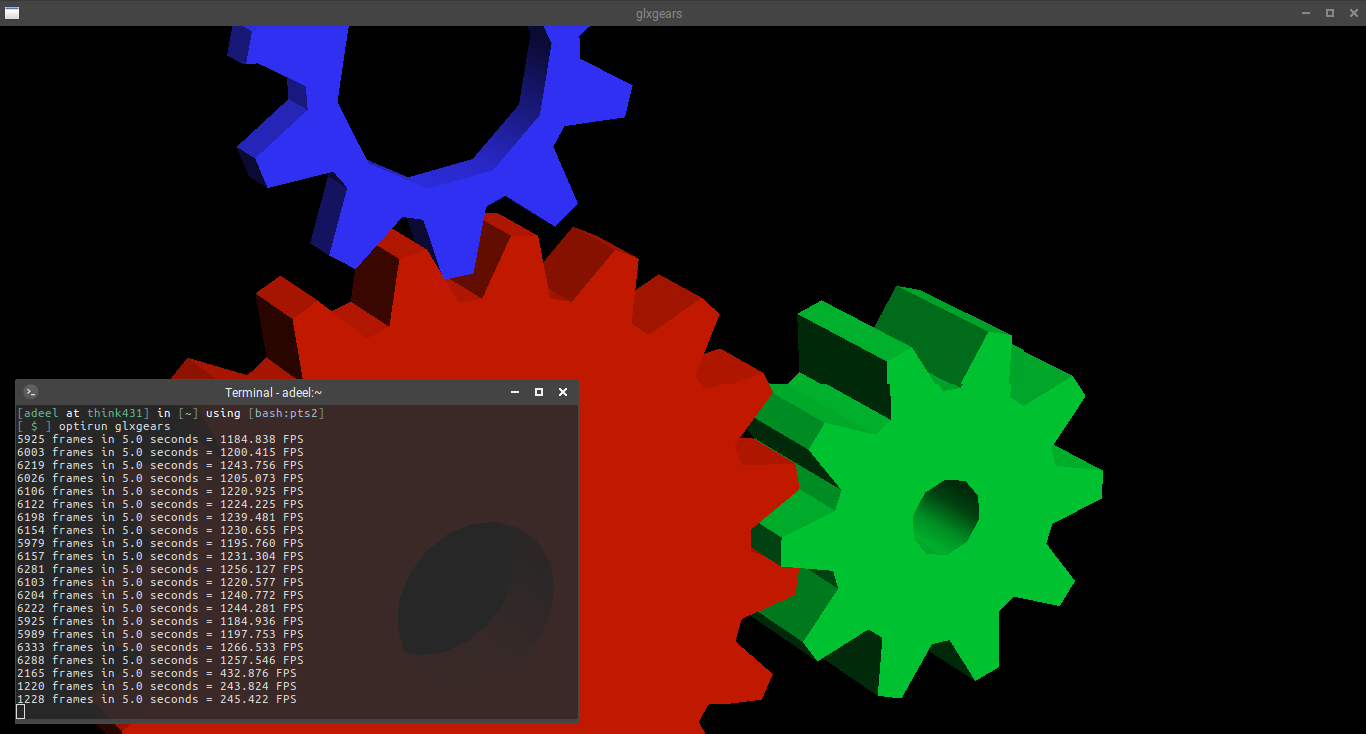 glxgears
Terminal - adeel:~
[adeel at think431] in [~] using [bash:pts2]
[ $ ] optirun glxgears
5925 frames in 5.0 seconds = 1184.838 FPS
6003 frames in 5.0 seconds = 1200.415 FPS
6219 frames in 5.0 seconds = 1243.756 FPS
6026 frames in 5.0 seconds = 1205.073 FPS
6106 frames in 5.0 seconds = 1220.925 FPS
6122 frames in 5.0 seconds = 1224.225 FPS
6198 frames in 5.0 seconds = 1239.481 FPS
6154 frames in 5.0 seconds = 1230.655 FPS
5979 frames in 5.0 seconds = 1195.760 FPS
6157 frames in 5.0 seconds = 1231.304 FPS
6281 frames in 5.0 seconds = 1256.127 FPS
6103 frames in 5.0 seconds = 1220.577 FPS
6204 frames in 5.0 seconds = 1240.772 FPS
6222 frames in 5.0 seconds = 1244.281 FPS
5925 frames in 5.0 seconds = 1184.936 FPS
5989 frames in 5.0 seconds = 1197.753 FPS
6333 frames in 5.0 seconds = 1266.533 FPS
6288 frames in 5.0 seconds = 1257.546 FPS
2165 frames in 5.0 seconds = 432.876 FPS
1220 frames in 5.0 seconds = 243.824 FPS
1228 frames in 5.0 seconds = 245.422 FPS